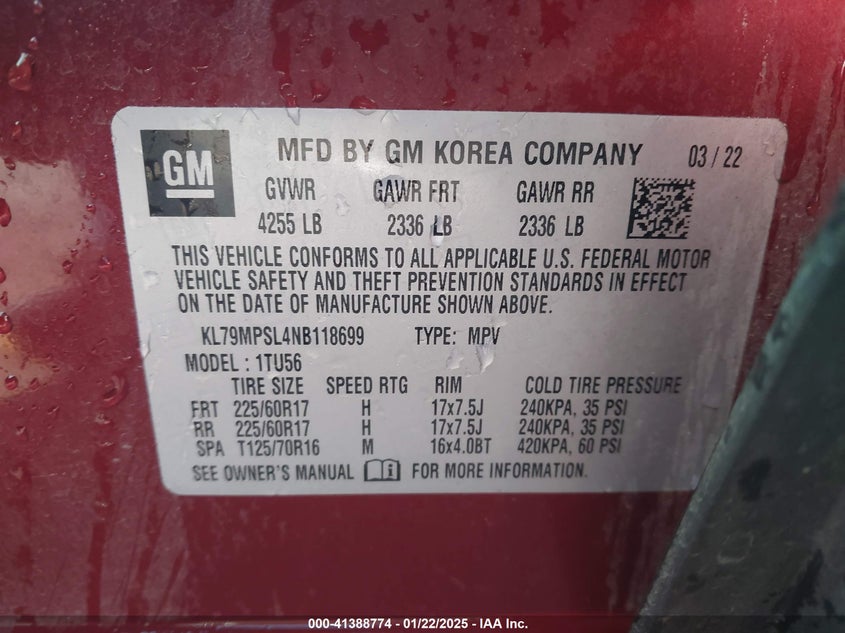 GM
MFD BY GM KOREA COMPANY 03/22
GVWR GAWR FRT GAWR RR
4255 LB 2336 LB 2336 LB
THIS VEHICLE CONFORMS TO ALL APPLICABLE U.S. FEDERAL MOTOR
VEHICLE SAFETY AND THEFT PREVENTION STANDARDS IN EFFECT
ON THE DATE OF MANUFACTURE SHOWN ABOVE.
KL79MPSL4NB118699 TYPE: MPV
MODEL : 1TU56
TIRE SIZE SPEED RTG RIM COLD TIRE PRESSURE
FRT 225/60R17 H 17x7.5J 240KPA, 35 PSI
RR 225/60R17 H 17x7.5J 240KPA, 35 PSI
SPA T125/70R16 M 16x4.0BT 420KPA, 60 PSI
SEE OWNER'S MANUAL FOR MORE INFORMATION.
000-41388774 - 01/22/2025 - IAA Inc.